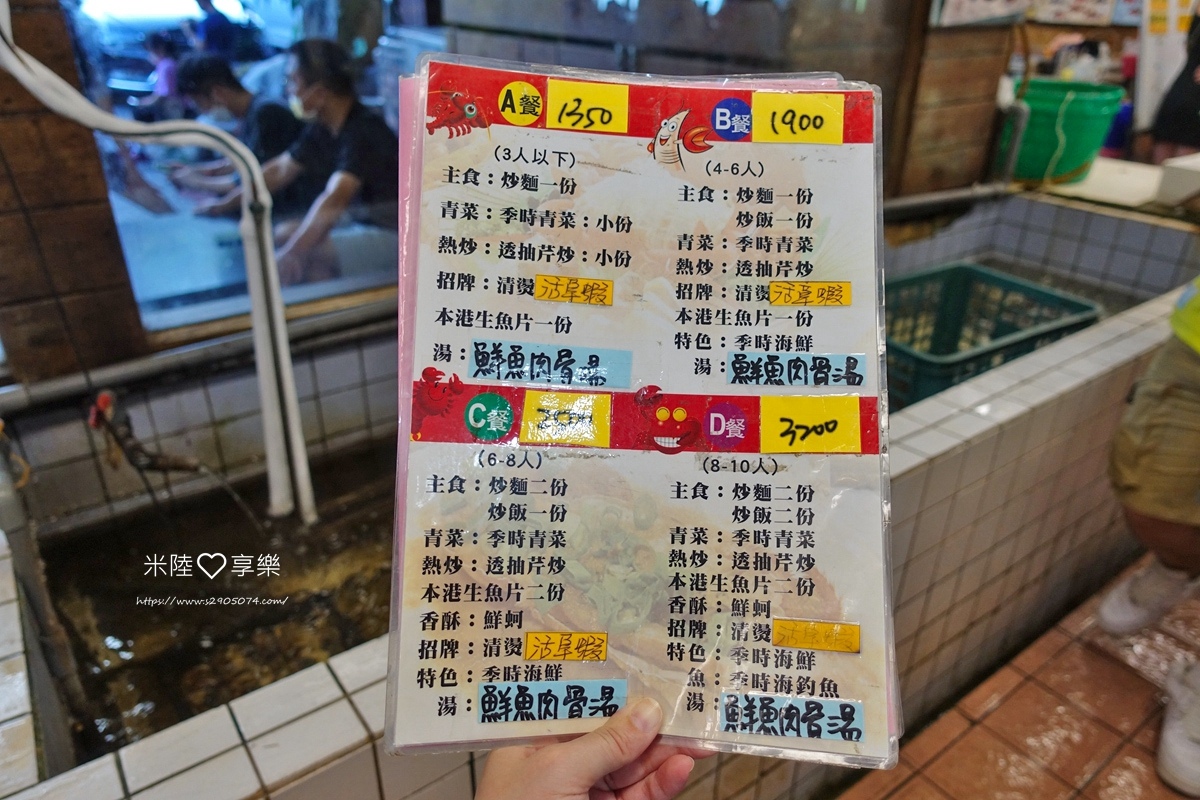 A餐 1350
(3人以下)
主食：炒麵一份
青菜：季時青菜：小份
熱炒：透抽芹炒：小份
招牌：清燙活阜蝦
本港生魚片一份
湯：鮮魚肉骨湯
B餐 1900
(4-6人)
主食：炒麵一份
炒飯一份
青菜：季時青菜
熱炒：透抽芹炒
招牌：清燙活阜蝦
本港生魚片一份
特色：季時海鮮
湯：鮮魚肉骨湯
C餐
(6-8人)
主食：炒麵二份
炒飯一份
青菜：季時青菜
熱炒：透抽芹炒
本港生魚片二份
香酥：鮮蚵
招牌：清燙活阜蝦
特色：季時海鮮
湯：鮮魚肉骨湯
D餐 3200
(8-10人)
主食：炒麵二份
炒飯二份
青菜：季時青菜
熱炒：透抽芹炒
本港生魚片二份
香酥：鮮蚵
招牌：清燙活阜蝦
特色：季時海鮮
魚：季時海釣魚
湯：鮮魚肉骨湯
米陸♡享樂
https://www.s2905074.com/